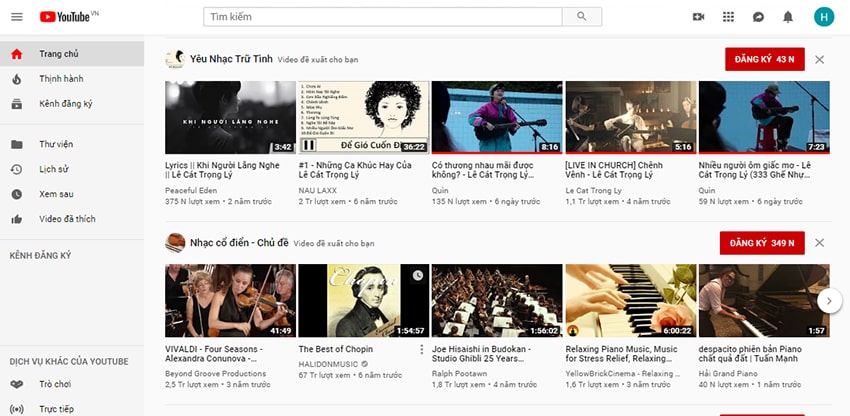 YouTube VN
Tìm kiếm
H
Trang chủ
Thịnh hành
Kênh đăng ký
Thư viện
Lịch sử
Xem sau
Video đã thích
KÊNH ĐĂNG KÝ
DỊCH VỤ KHÁC CỦA YOUTUBE
Trò chơi
Trực tiếp
Yêu Nhạc Trữ Tình Video đề xuất cho bạn
ĐĂNG KÝ 43 N
KHI NGƯỜI LẮNG NGHE
3:42
Lyrics || Khi Người Lắng Nghe
|| Lê Cát Trọng Lý
Peaceful Eden
375 N lượt xem • 2 năm trước
Để Gió Cuốn Đi
36:22
#1 - Những Ca Khúc Hay Của
Lê Cát Trọng Lý
NAU LAXX
2 Tr lượt xem • 6 năm trước
8:16
Có thương nhau mãi được
không? - Lê Cát Trọng...
Quìn
135 N lượt xem • 6 ngày trước
5:16
[LIVE IN CHURCH] Chênh
Vênh - Lê Cát Trọng Lý
Le Cat Trong Ly
1,1 Tr lượt xem • 4 năm trước
7:23
Nhiều người ôm giấc mơ - Lê
Cát Trọng Lý (333 Ghế Nhự...
Quìn
59 N lượt xem • 6 ngày trước
Nhạc cổ điển - Chủ đề Video đề xuất cho bạn
ĐĂNG KÝ 349 N
41:49
VIVALDI - Four Seasons -
Alexandra Conunova -...
Beyond Groove Productions
2,5 Tr lượt xem • 3 năm trước
Chopin
1:54:57
The Best of Chopin
HALIDONMUSIC
67 Tr lượt xem • 6 năm trước
1:56:02
Joe Hisaishi in Budokan -
Studio Ghibli 25 Years...
Ralph Pootawn
1,8 Tr lượt xem • 4 năm trước
6:00:22
Relaxing Piano Music, Music
for Stress Relief, Relaxing...
YellowBrickCinema - Relaxing ...
1,6 Tr lượt xem • 3 năm trước
1:57
despacito phiên bản Piano
chất quả đất | Tuấn Mạnh
Hải Grand Piano
40 N lượt xem • 1 năm trước